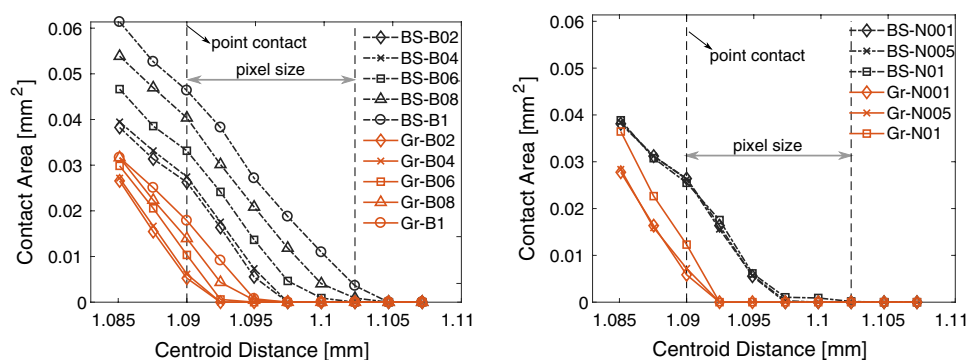 0.06
0.05
0.04
0.03
0.02
0.01
0
Contact Area [mm²]
point contact
pixel size
BS-B02
BS-B04
BS-B06
BS-B08
BS-B1
Gr-B02
Gr-B04
Gr-B06
Gr-B08
Gr-B1
1.085 1.09 1.095 1.1 1.105 1.11
Centroid Distance [mm]
0.06
0.05
0.04
0.03
0.02
0.01
0
Contact Area [mm²]
point contact
pixel size
BS-N001
BS-N005
BS-N01
Gr-N001
Gr-N005
Gr-N01
1.085 1.09 1.095 1.1 1.105 1.11
Centroid Distance [mm]